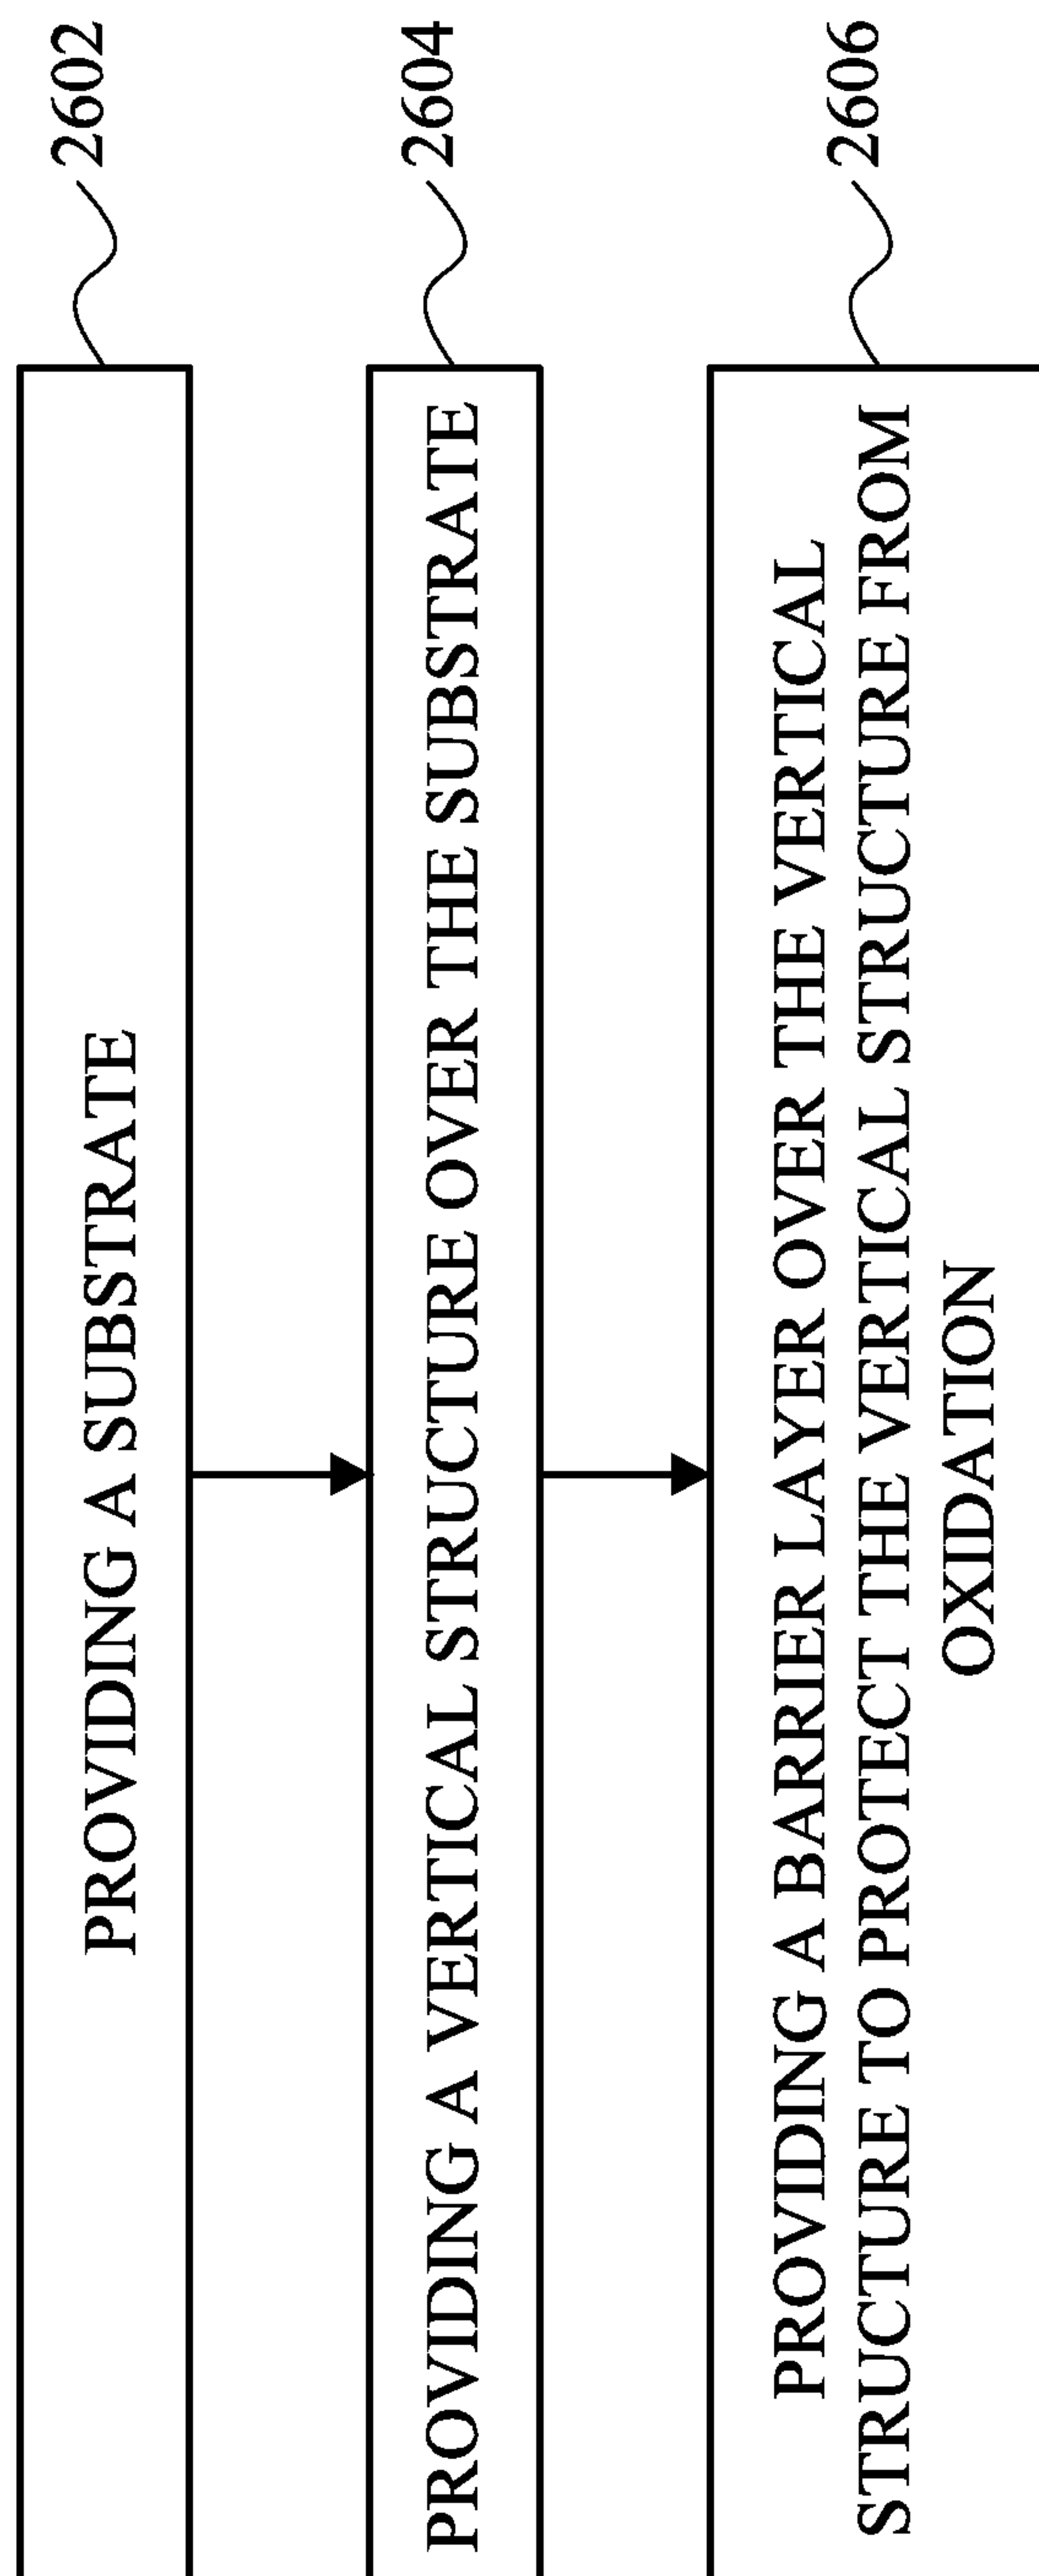 PROVIDING A SUBSTRATE
2602
PROVIDING A VERTICAL STRUCTURE OVER THE SUBSTRATE
2604
PROVIDING A BARRIER LAYER OVER THE VERTICAL
STRUCTURE TO PROTECT THE VERTICAL STRUCTURE FROM
OXIDATION
2606